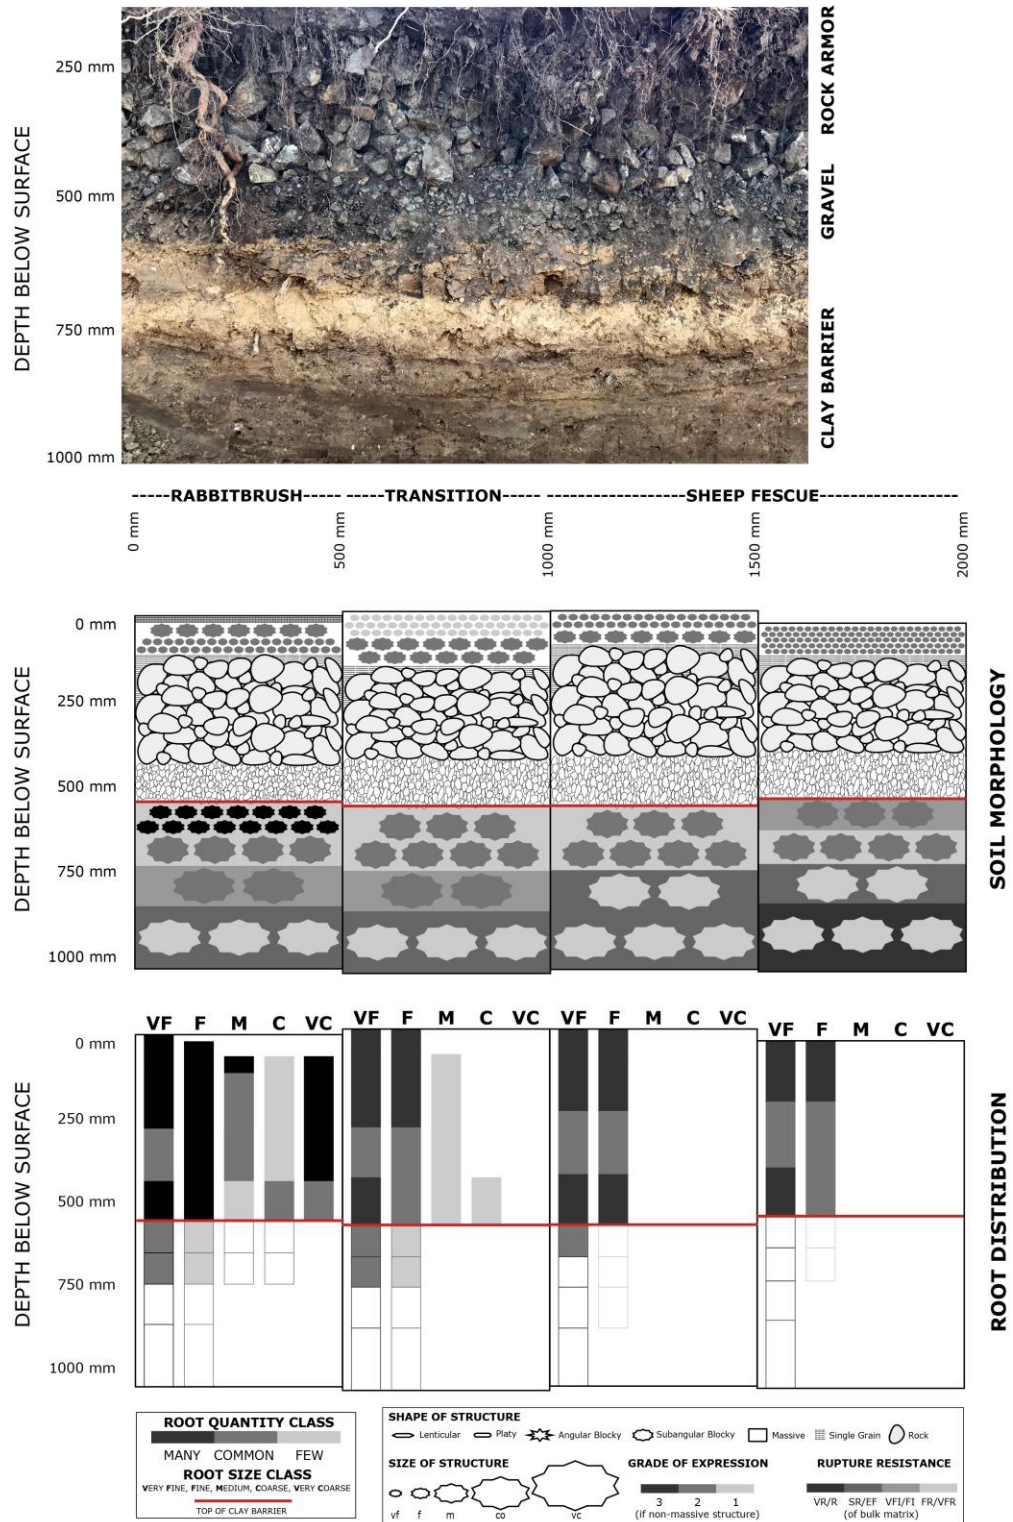 DEPTH BELOW SURFACE
250 mm
500 mm
750 mm
1000 mm
ROCK ARMOR
GRAVEL
CLAY BARRIER
-----RABBITBRUSH-----
-----TRANSITION-----
--------------------SHEEP FESCUE--------------------
0 mm
500 mm
1000 mm
1500 mm
2000 mm
DEPTH BELOW SURFACE
0 mm
250 mm
500 mm
750 mm
1000 mm
SOIL MORPHOLOGY
VF F M C VC
VF F M C VC
VF F M C VC
VF F M C VC
DEPTH BELOW SURFACE
0 mm
250 mm
500 mm
750 mm
1000 mm
ROOT DISTRIBUTION
ROOT QUANTITY CLASS
MANY COMMON FEW
ROOT SIZE CLASS
VERY FINE, FINE, MEDIUM, COARSE, VERY COARSE
TOP OF CLAY BARRIER
SHAPE OF STRUCTURE
Lenticular Platy Angular Blocky Subangular Blocky Massive Single Grain Rock
SIZE OF STRUCTURE
vf f m co vc
GRADE OF EXPRESSION
3 2 1
(if non-massive structure)
RUPTURE RESISTANCE
VR/R SR/EF VFI/FI FR/VFR
(of bulk matrix)